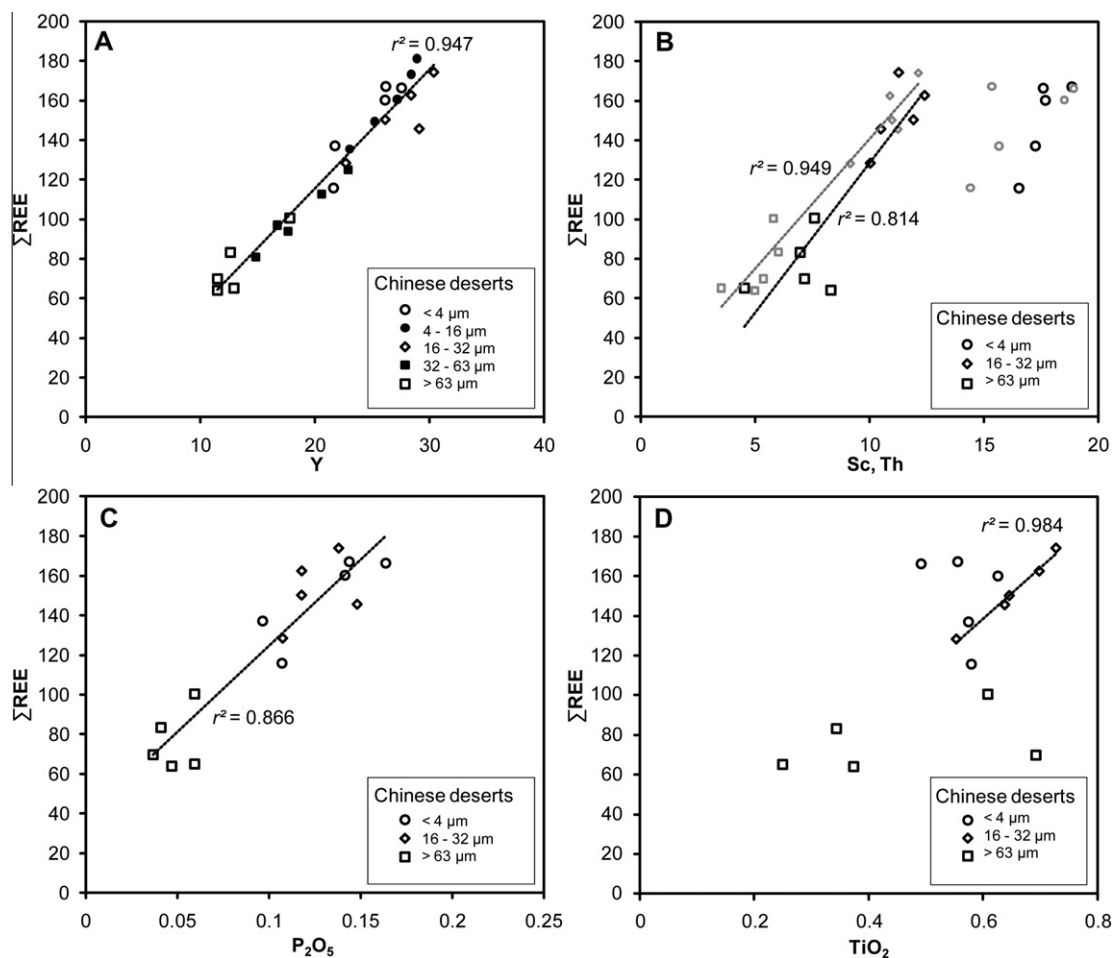 A
r² = 0.947
∑REE
200
180
160
140
120
100
80
60
40
20
0
Chinese deserts
< 4 µm
4 - 16 µm
16 - 32 µm
32 - 63 µm
> 63 µm
0 10 20 30 40
Y
B
r² = 0.949
r² = 0.814
∑REE
200
180
160
140
120
100
80
60
40
20
0
Chinese deserts
< 4 µm
16 - 32 µm
> 63 µm
0 5 10 15 20
Sc, Th
C
r² = 0.866
∑REE
200
180
160
140
120
100
80
60
40
20
0
Chinese deserts
< 4 µm
16 - 32 µm
> 63 µm
0 0.05 0.1 0.15 0.2 0.25
P₂O₅
D
r² = 0.984
∑REE
200
180
160
140
120
100
80
60
40
20
0
Chinese deserts
< 4 µm
16 - 32 µm
> 63 µm
0 0.2 0.4 0.6 0.8
TiO₂